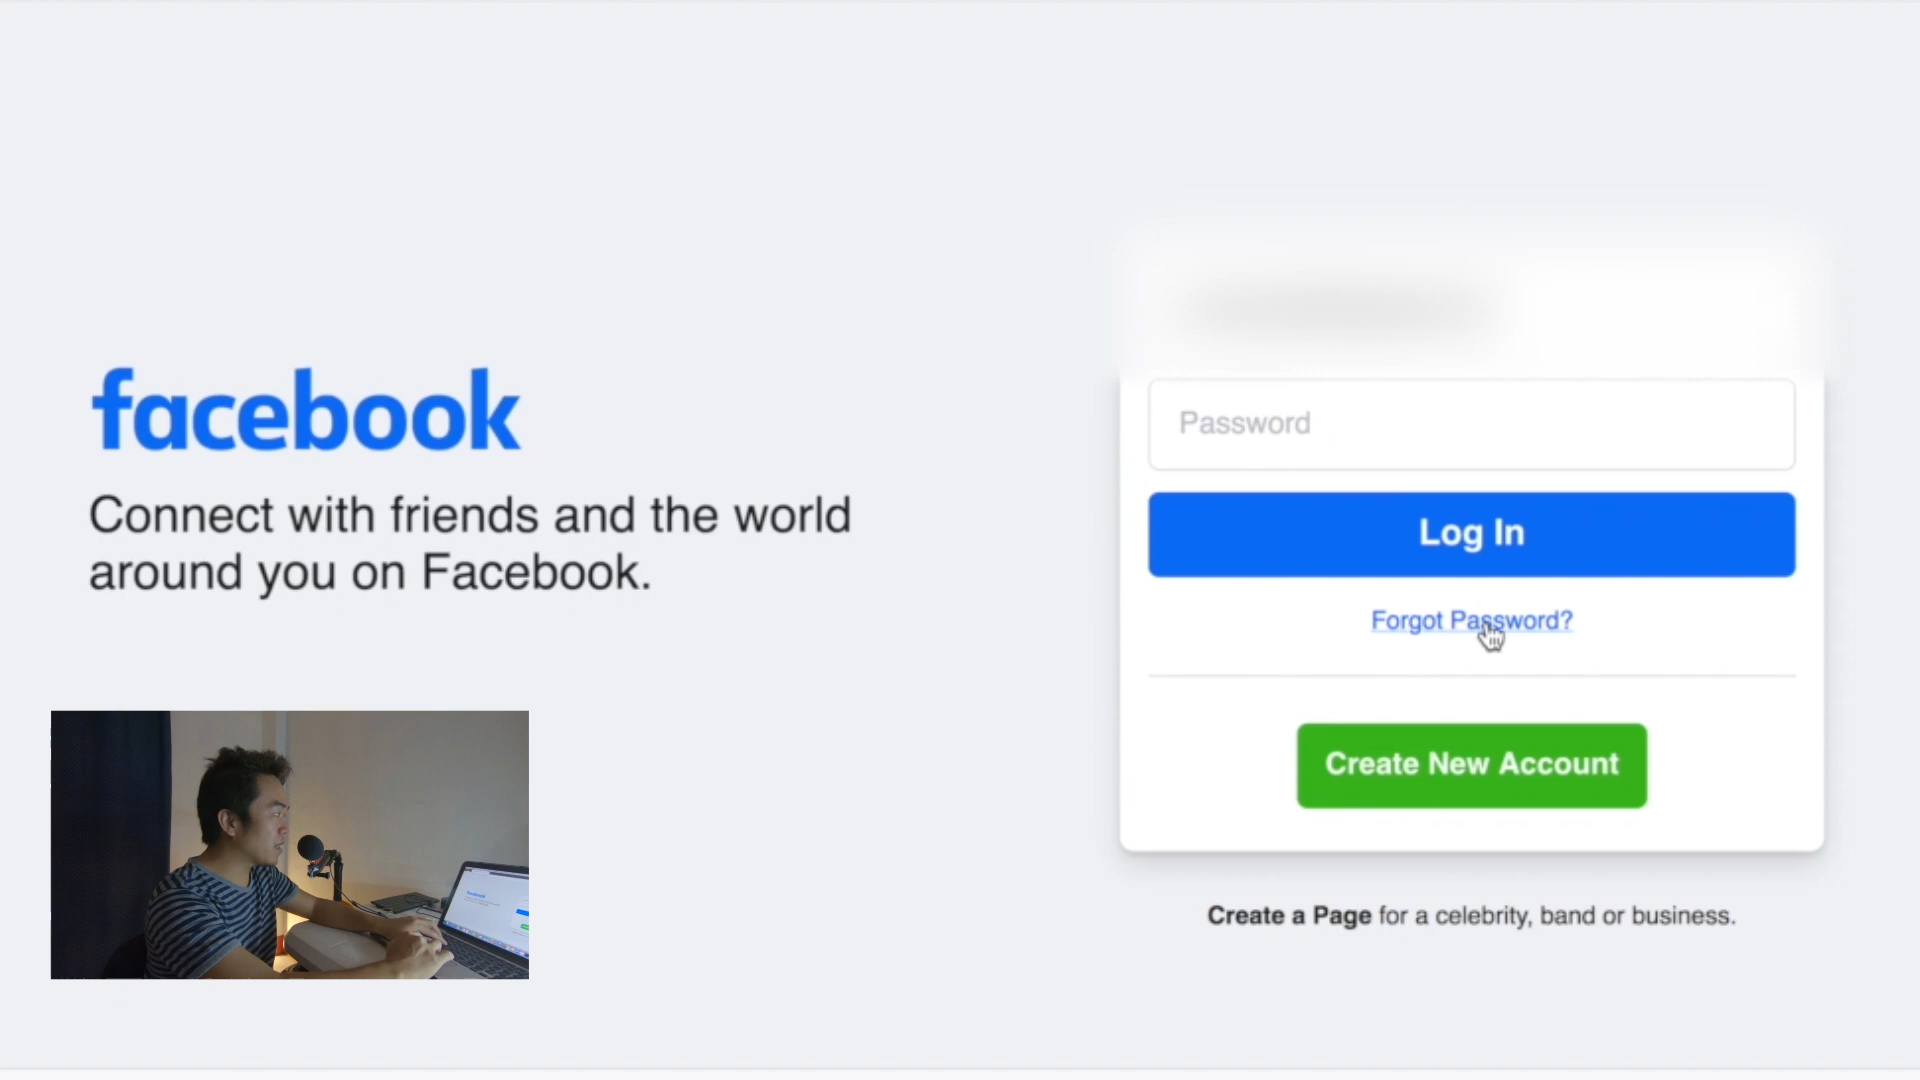 facebook
Connect with friends and the world
around you on Facebook.
Password
Log In
Forgot Password?
Create New Account
Create a Page for a celebrity, band or business.